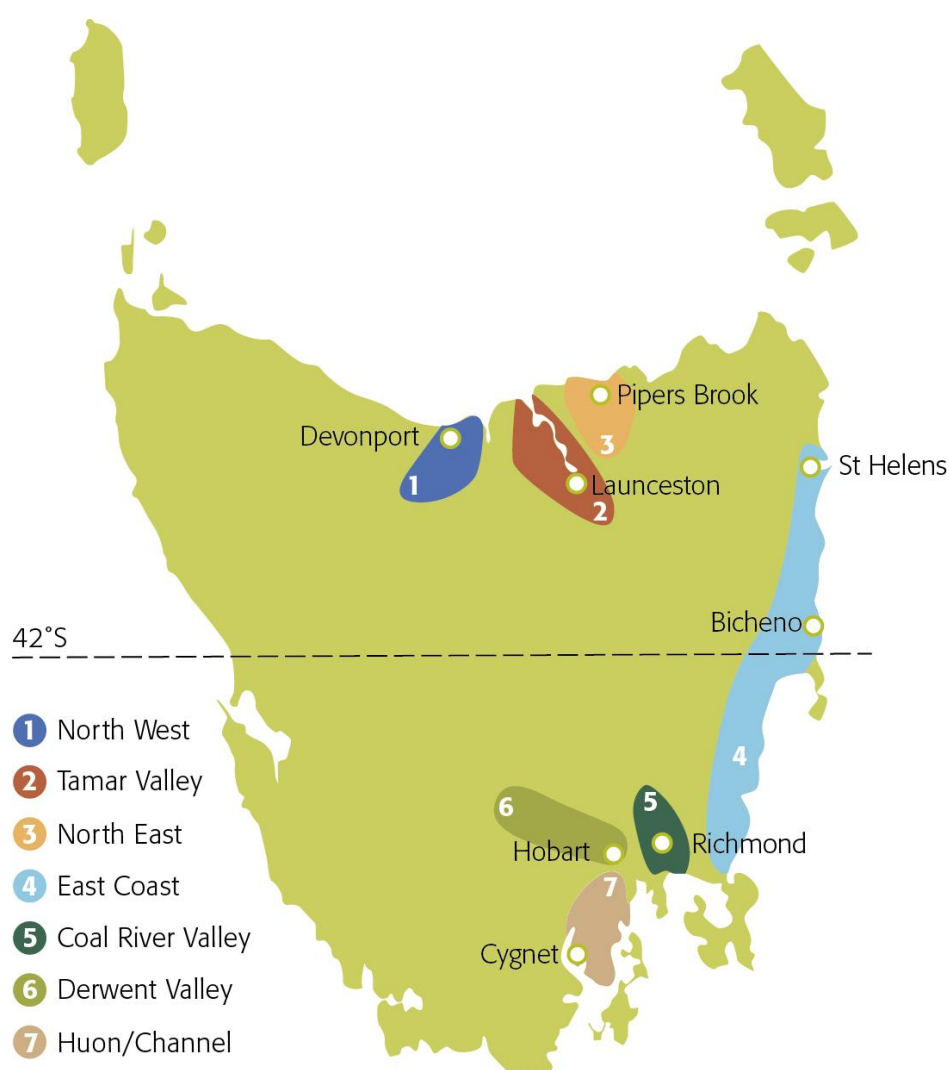 Pipers Brook
Devonport
3
St Helens
1
Launceston
2
Bicheno
42°S
1 North West
4
2 Tamar Valley
6
5
3 North East
Hobart
Richmond
4 East Coast
7
5 Coal River Valley
Cygnet
6 Derwent Valley
7 Huon/Channel